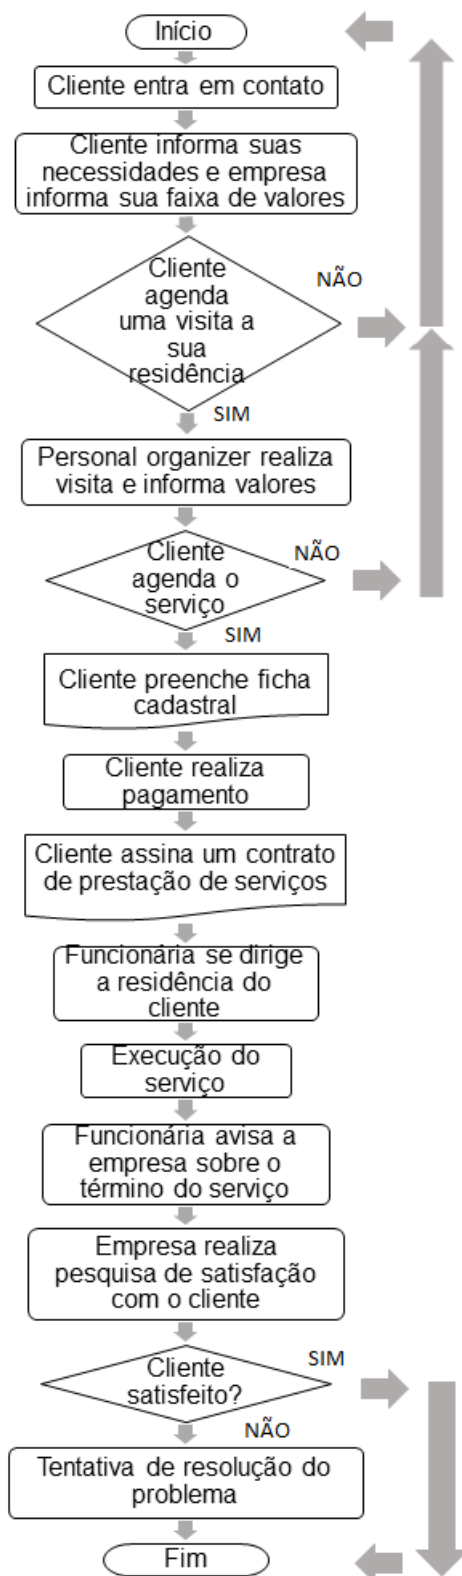 Início
Cliente entra em contato
Cliente informa suas
necessidades e empresa
informa sua faixa de valores
Cliente
agenda
uma visita a
sua
residência
NÃO
SIM
Personal organizer realiza
visita e informa valores
Cliente
agenda o
serviço
NÃO
SIM
Cliente preenche ficha
cadastral
Cliente realiza
pagamento
Cliente assina um contrato
de prestação de serviços
Funcionária se dirige
a residência do
cliente
Execução do
serviço
Funcionária avisa a
empresa sobre o
término do serviço
Empresa realiza
pesquisa de satisfação
com o cliente
Cliente
satisfeito?
SIM
NÃO
Tentativa de resolução do
problema
Fim